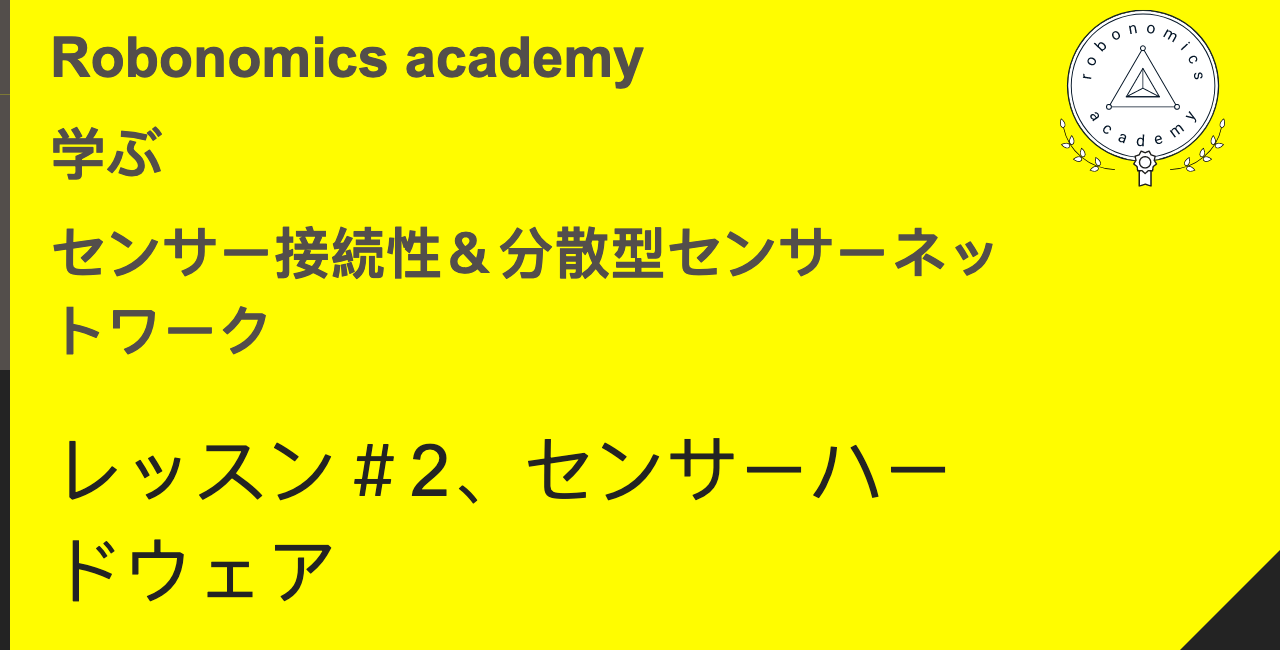 Robonomics academy
学ぶ
センサー接続性＆分散型センサーネッ
トワーク
レッスン＃2、センサーハー
ドウェア
robonomics
academy